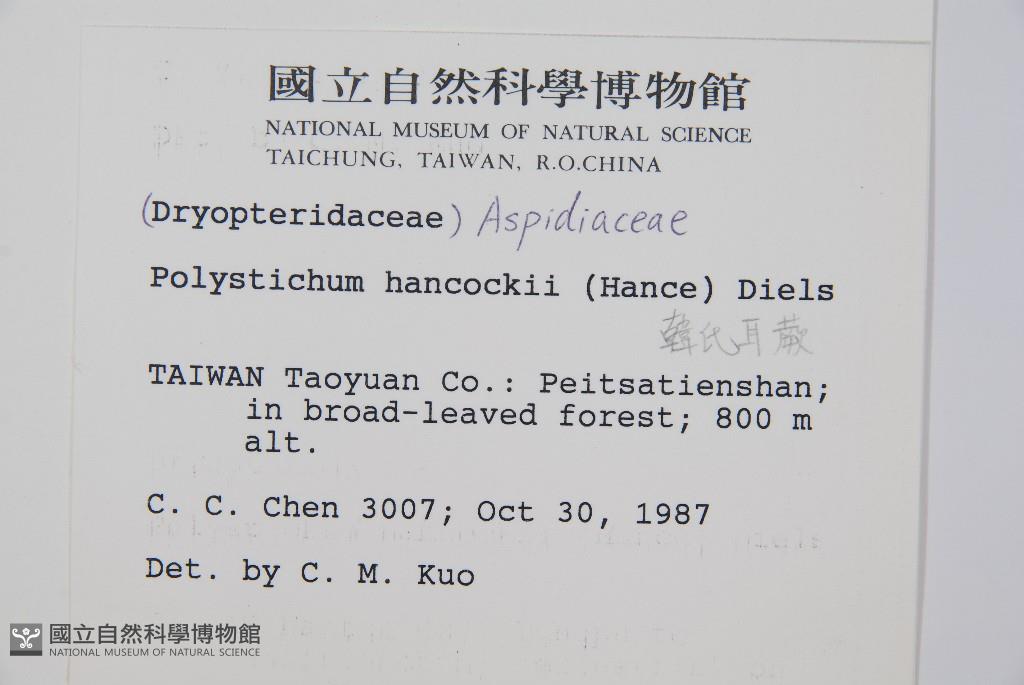 國立自然科學博物館
NATIONAL MUSEUM OF NATURAL SCIENCE
TAICHUNG, TAIWAN, R.O.CHINA
(Dryopteridaceae) Aspidiaceae
Polystichum hancockii (Hance) Diels
韓氏耳蕨
TAIWAN Taoyuan Co.: Peitsatienshan;
in broad-leaved forest; 800 m
alt.
C. C. Chen 3007; Oct 30, 1987
Det. by C. M. Kuo
國立自然科學博物館
NATIONAL MUSEUM OF NATURAL SCIENCE